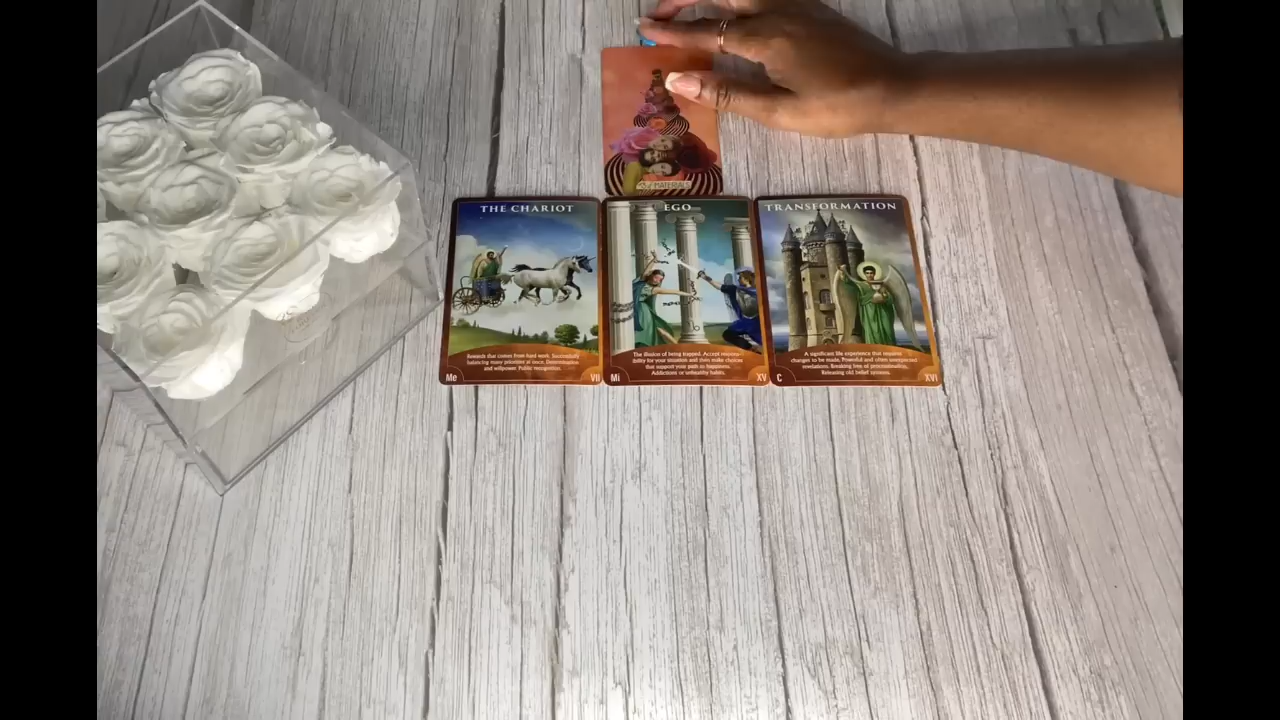 MATERIALS
THE CHARIOT
Rewards that comes from hard work. Successfully
balancing many priorities at once. Determination
and willpower. Public recognition.
Me
VII
EGO
The illusion of being trapped. Accept responsi-
bility for your situation and then make choices
that support your path to happiness.
Addictions or unhealthy habits.
Mi
XV
TRANSFORMATION
A significant life experience that requires
changes to be made. Powerful and often unexpected
revelations. Breaking free of procrastination.
Releasing old belief systems.
C
XVI